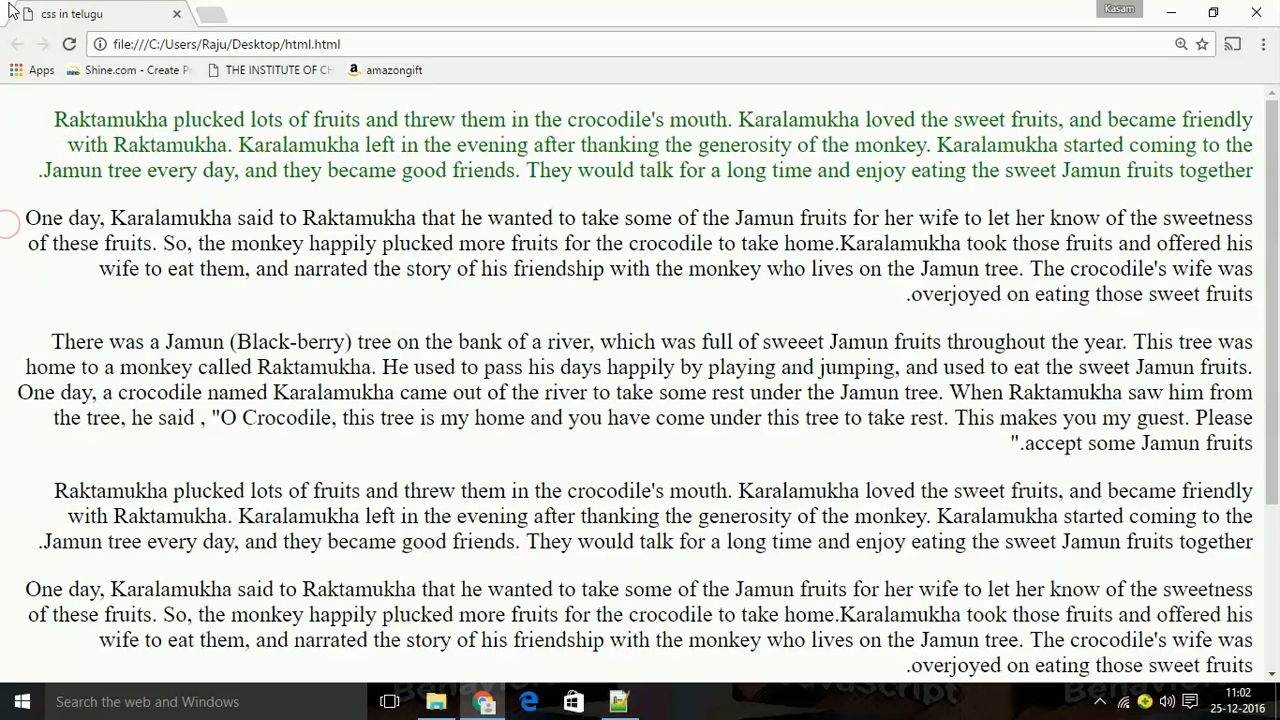 css in telugu
Kasam
file:///C:/Users/Raju/Desktop/html.html
Apps
Shine.com - Create Pr
THE INSTITUTE OF CH
amazongift
Raktamukha plucked lots of fruits and threw them in the crocodile's mouth. Karalamukha loved the sweet fruits, and became friendly
with Raktamukha. Karalamukha left in the evening after thanking the generosity of the monkey. Karalamukha started coming to the
.Jamun tree every day, and they became good friends. They would talk for a long time and enjoy eating the sweet Jamun fruits together
One day, Karalamukha said to Raktamukha that he wanted to take some of the Jamun fruits for her wife to let her know of the sweetness
of these fruits. So, the monkey happily plucked more fruits for the crocodile to take home.Karalamukha took those fruits and offered his
wife to eat them, and narrated the story of his friendship with the monkey who lives on the Jamun tree. The crocodile's wife was
.overjoyed on eating those sweet fruits
There was a Jamun (Black-berry) tree on the bank of a river, which was full of sweeet Jamun fruits throughout the year. This tree was
home to a monkey called Raktamukha. He used to pass his days happily by playing and jumping, and used to eat the sweet Jamun fruits.
One day, a crocodile named Karalamukha came out of the river to take some rest under the Jamun tree. When Raktamukha saw him from
the tree, he said , "O Crocodile, this tree is my home and you have come under this tree to take rest. This makes you my guest. Please
".accept some Jamun fruits
Raktamukha plucked lots of fruits and threw them in the crocodile's mouth. Karalamukha loved the sweet fruits, and became friendly
with Raktamukha. Karalamukha left in the evening after thanking the generosity of the monkey. Karalamukha started coming to the
.Jamun tree every day, and they became good friends. They would talk for a long time and enjoy eating the sweet Jamun fruits together
One day, Karalamukha said to Raktamukha that he wanted to take some of the Jamun fruits for her wife to let her know of the sweetness
of these fruits. So, the monkey happily plucked more fruits for the crocodile to take home.Karalamukha took those fruits and offered his
wife to eat them, and narrated the story of his friendship with the monkey who lives on the Jamun tree. The crocodile's wife was
.overjoyed on eating those sweet fruits
Search the web and Windows
11:02
25-12-2016